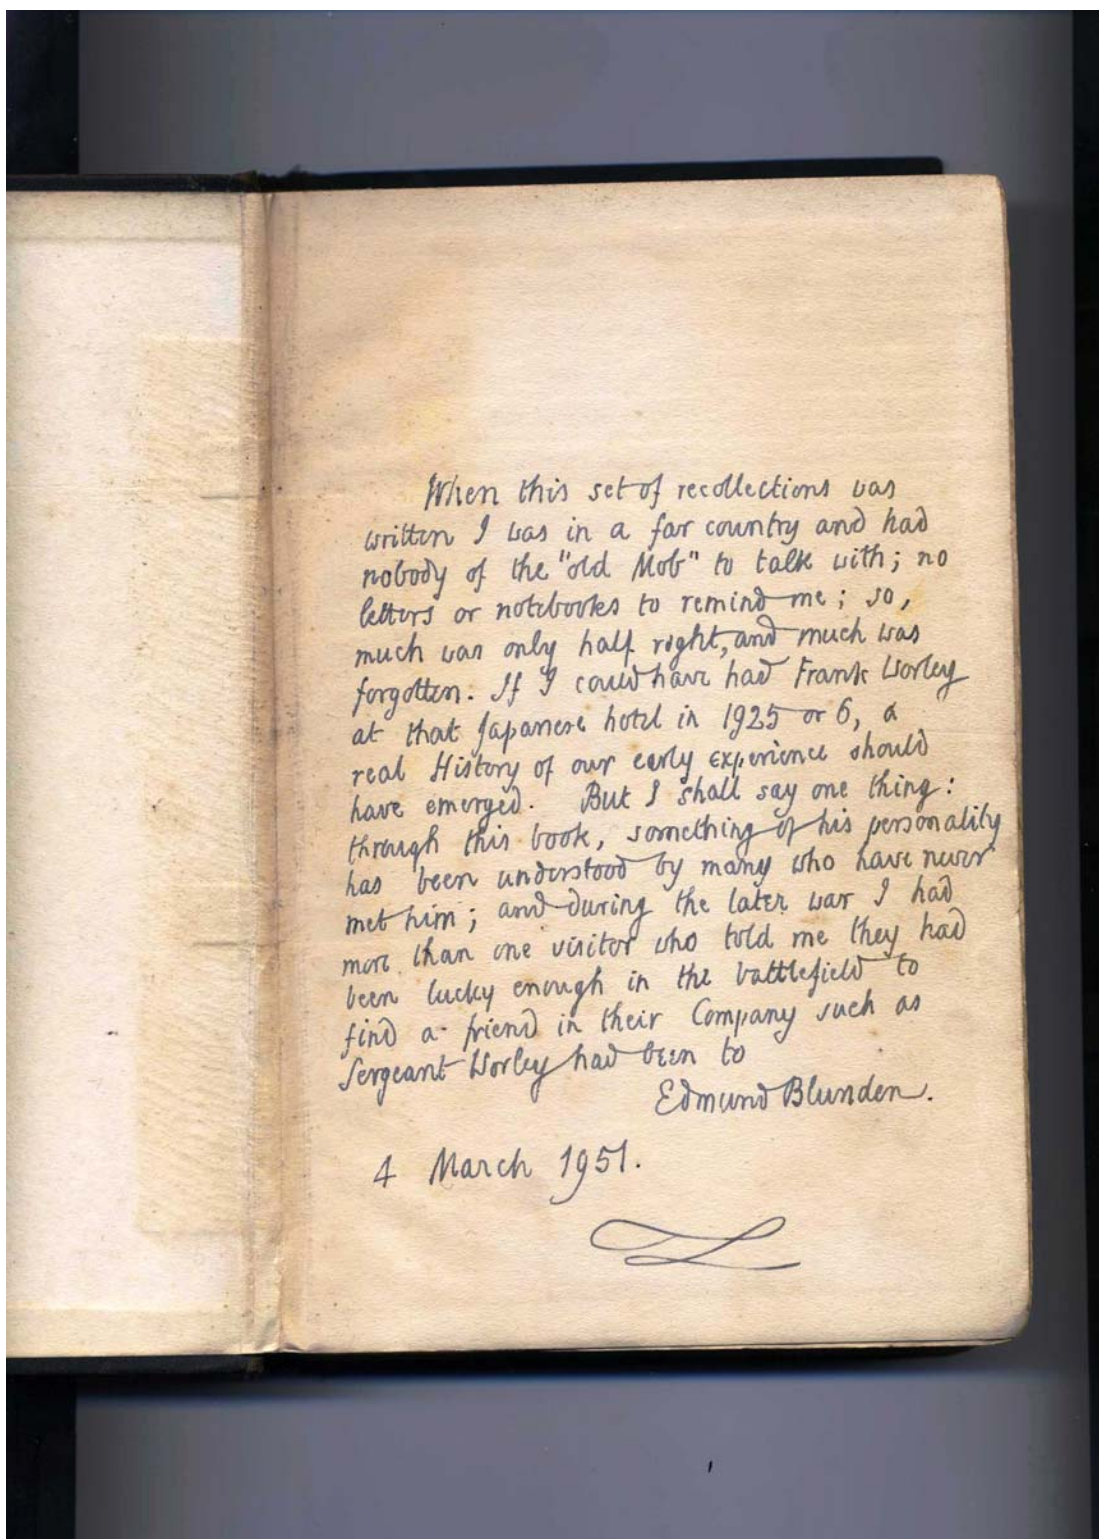 When this set of recollections was
written I was in a far country and had
nobody of the "old Mob" to talk with; no
letters or notebooks to remind me; so,
much was only half right, and much was
forgotten. If I could have had Frank Worley
at that Japanese hotel in 1925 or 6, a
real History of our early experience should
have emerged. But I shall say one thing:
through this book, something of his personality
has been understood by many who have never
met him; and during the later war I had
more than one visitor who told me they had
been lucky enough in the battlefield to
find a friend in their Company such as
Sergeant Worley had been to
Edmund Blunden.
4 March 1951.